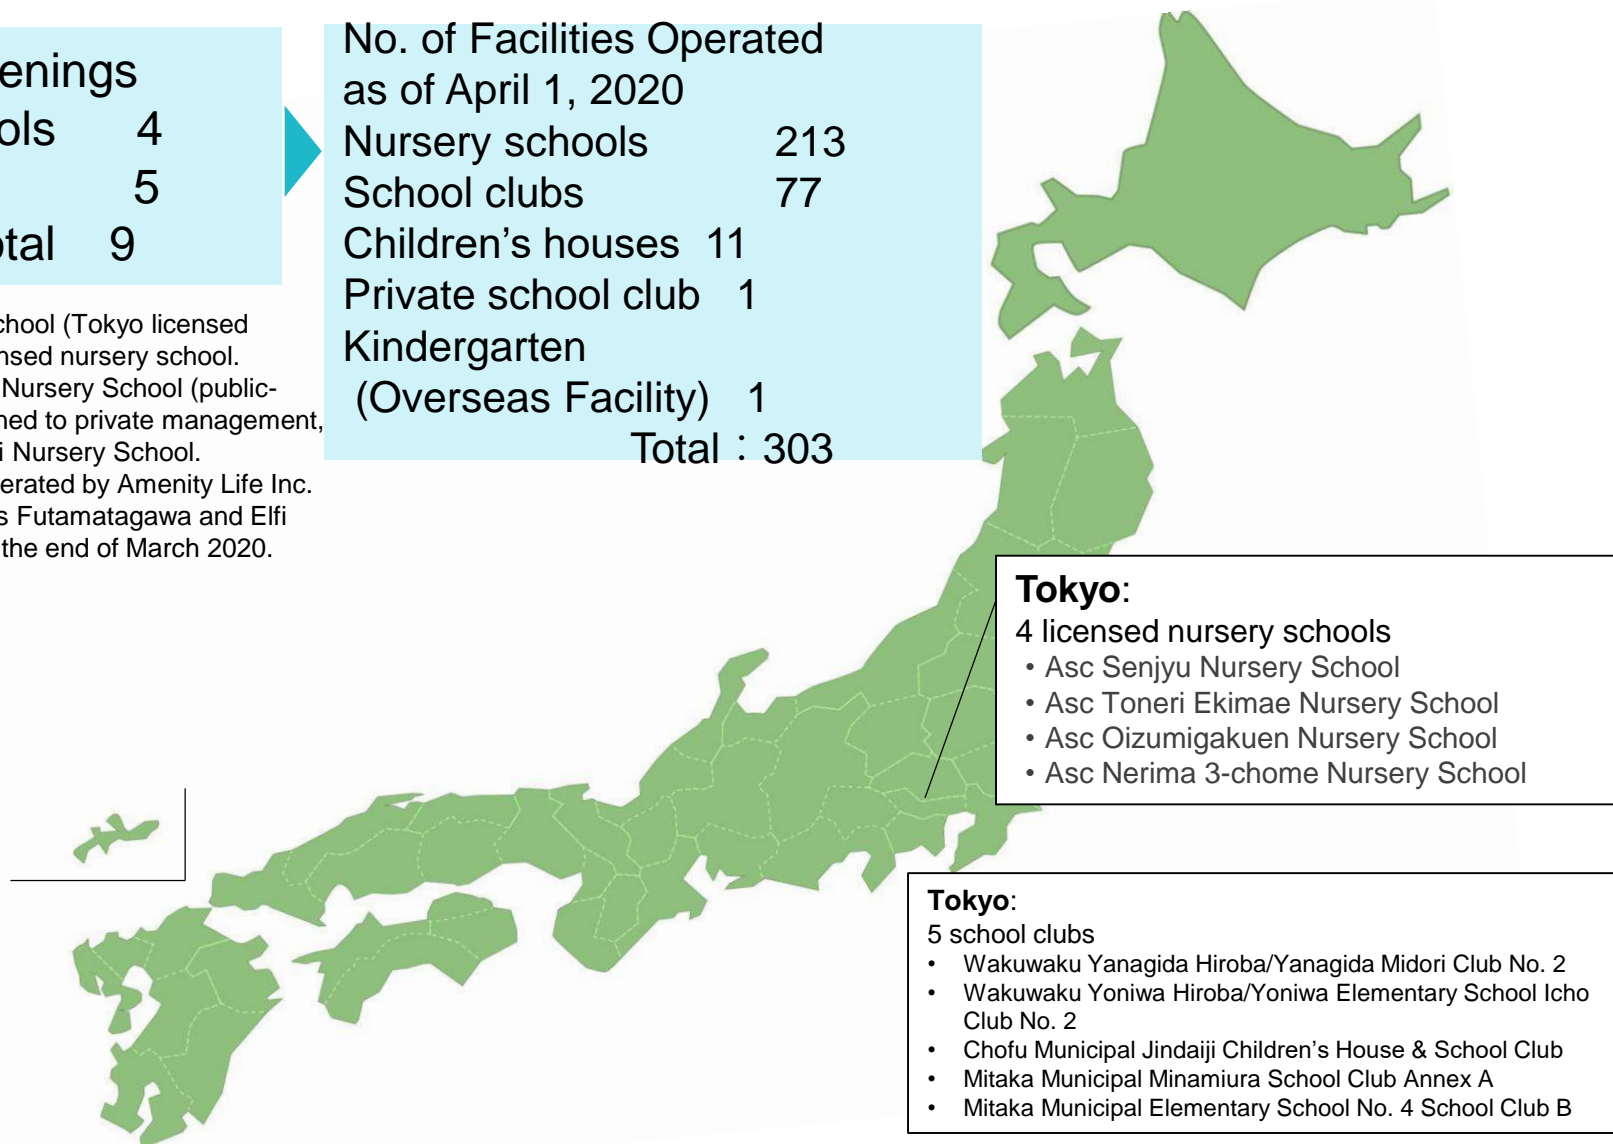 enings
ols 4
5
otal 9
No. of Facilities Operated
as of April 1, 2020
Nursery schools 213
School clubs 77
Children’s houses 11
Private school club 1
Kindergarten
(Overseas Facility) 1
Total：303
chool (Tokyo licensed
nsed nursery school.
Nursery School (public-
ned to private management,
i Nursery School.
erated by Amenity Life Inc.
s Futamatagawa and Elfi
the end of March 2020.
Tokyo:
4 licensed nursery schools
• Asc Senjyu Nursery School
• Asc Toneri Ekimae Nursery School
• Asc Oizumigakuen Nursery School
• Asc Nerima 3-chome Nursery School
Tokyo:
5 school clubs
• Wakuwaku Yanagida Hiroba/Yanagida Midori Club No. 2
• Wakuwaku Yoniwa Hiroba/Yoniwa Elementary School Icho
Club No. 2
• Chofu Municipal Jindaiji Children’s House & School Club
• Mitaka Municipal Minamiura School Club Annex A
• Mitaka Municipal Elementary School No. 4 School Club B